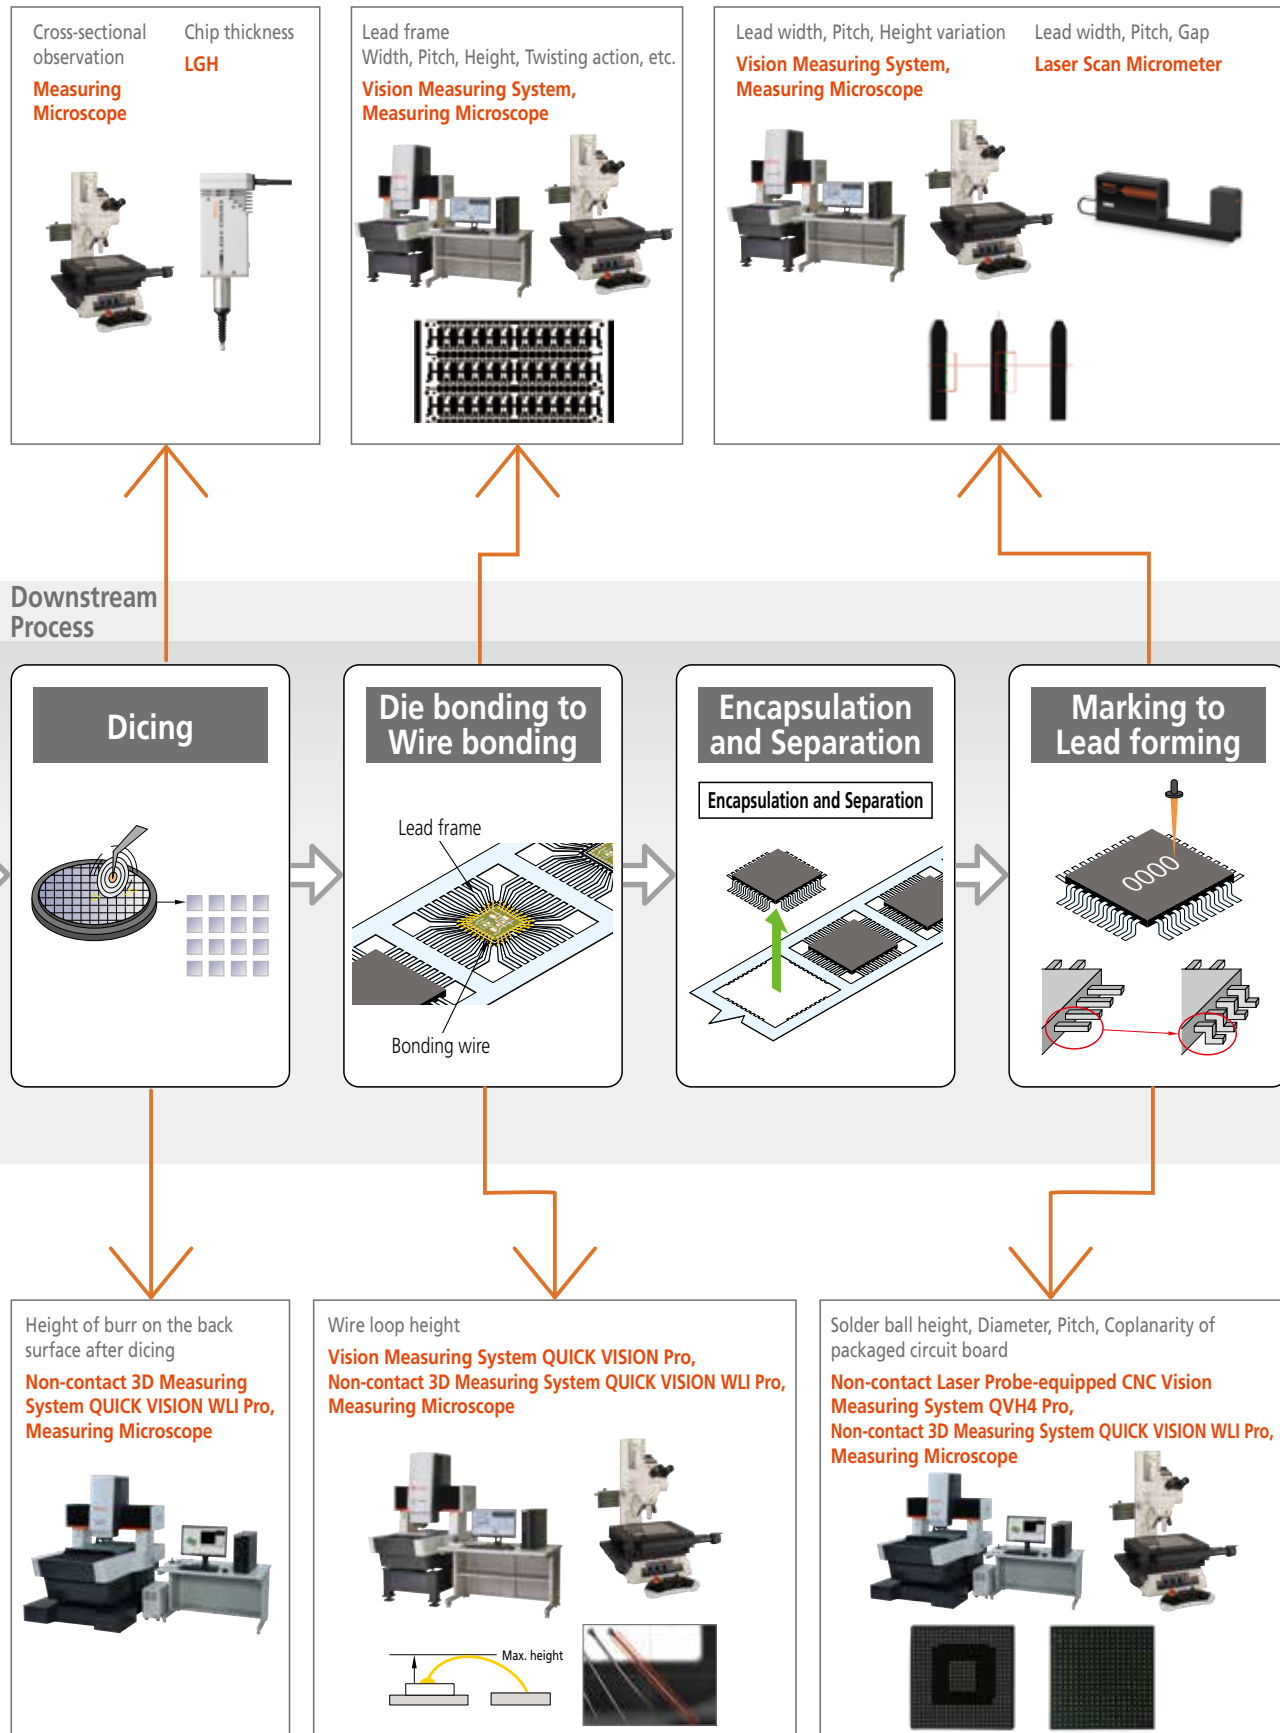 Cross-sectional
observation
Measuring
Microscope
Chip thickness
LGH
Lead frame
Width, Pitch, Height, Twisting action, etc.
Vision Measuring System,
Measuring Microscope
Lead width, Pitch, Height variation
Vision Measuring System,
Measuring Microscope
Lead width, Pitch, Gap
Laser Scan Micrometer
Downstream
Process
Dicing
Die bonding to
Wire bonding
Lead frame
Bonding wire
Encapsulation
and Separation
Encapsulation and Separation
Marking to
Lead forming
0000
Height of burr on the back
surface after dicing
Non-contact 3D Measuring
System QUICK VISION WLI Pro,
Measuring Microscope
Wire loop height
Vision Measuring System QUICK VISION Pro,
Non-contact 3D Measuring System QUICK VISION WLI Pro,
Measuring Microscope
Max. height
Solder ball height, Diameter, Pitch, Coplanarity of
packaged circuit board
Non-contact Laser Probe-equipped CNC Vision
Measuring System QVH4 Pro,
Non-contact 3D Measuring System QUICK VISION WLI Pro,
Measuring Microscope